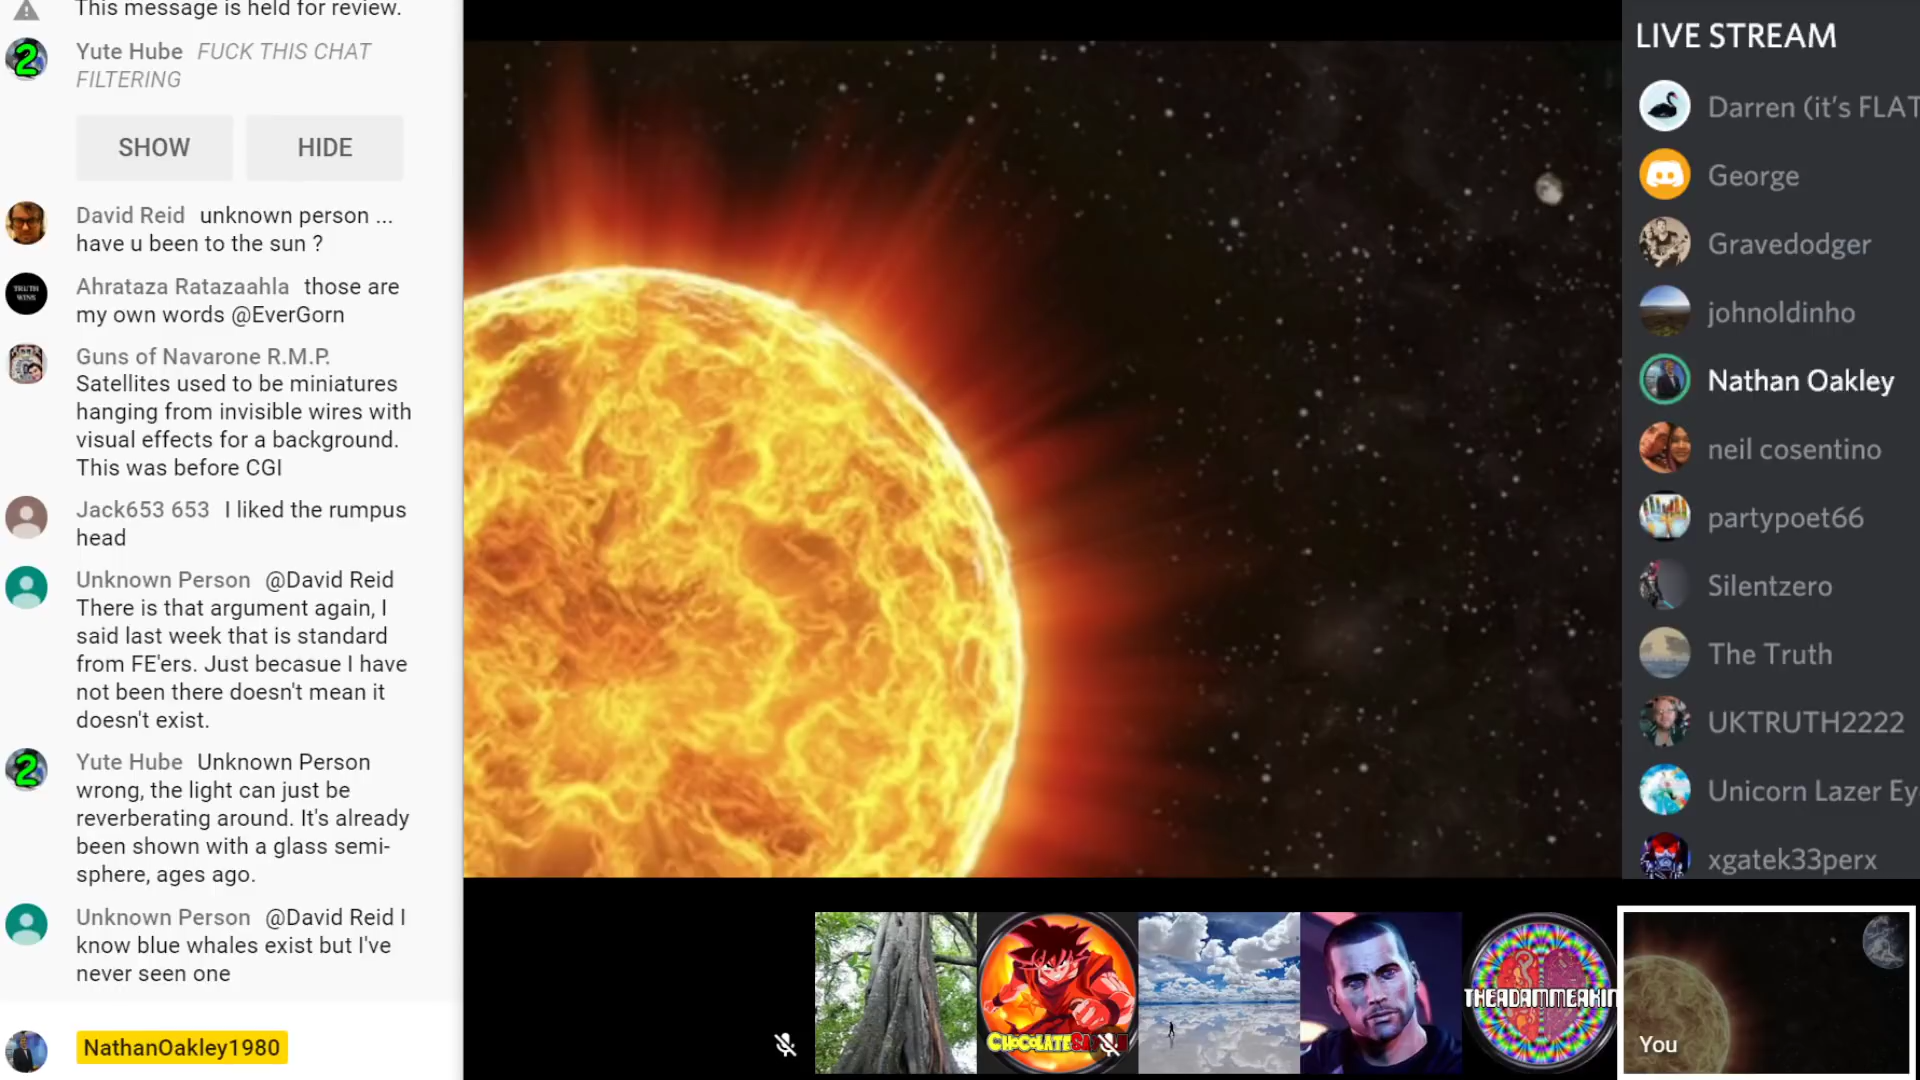 This message is held for review.
Yute Hube FUCK THIS CHAT
FILTERING
SHOW HIDE
David Reid unknown person ...
have u been to the sun ?
Ahrataza Ratazaahla those are
my own words @EverGorn
Guns of Navarone R.M.P.
Satellites used to be miniatures
hanging from invisible wires with
visual effects for a background.
This was before CGI
Jack653 653 I liked the rumpus
head
Unknown Person @David Reid
There is that argument again, I
said last week that is standard
from FE'ers. Just becasue I have
not been there doesn't mean it
doesn't exist.
Yute Hube Unknown Person
wrong, the light can just be
reverberating around. It's already
been shown with a glass semi-
sphere, ages ago.
Unknown Person @David Reid I
know blue whales exist but I've
never seen one
NathanOakley1980
TRUTH
WINS
2
2
LIVE STREAM
Darren (it's FLAT
George
Gravedodger
johnoldinho
Nathan Oakley
neil cosentino
partypoet66
Silentzero
The Truth
UKTRUTH2222
Unicorn Lazer Ey
xgatek33perx
THEADAMMEAKIN
You